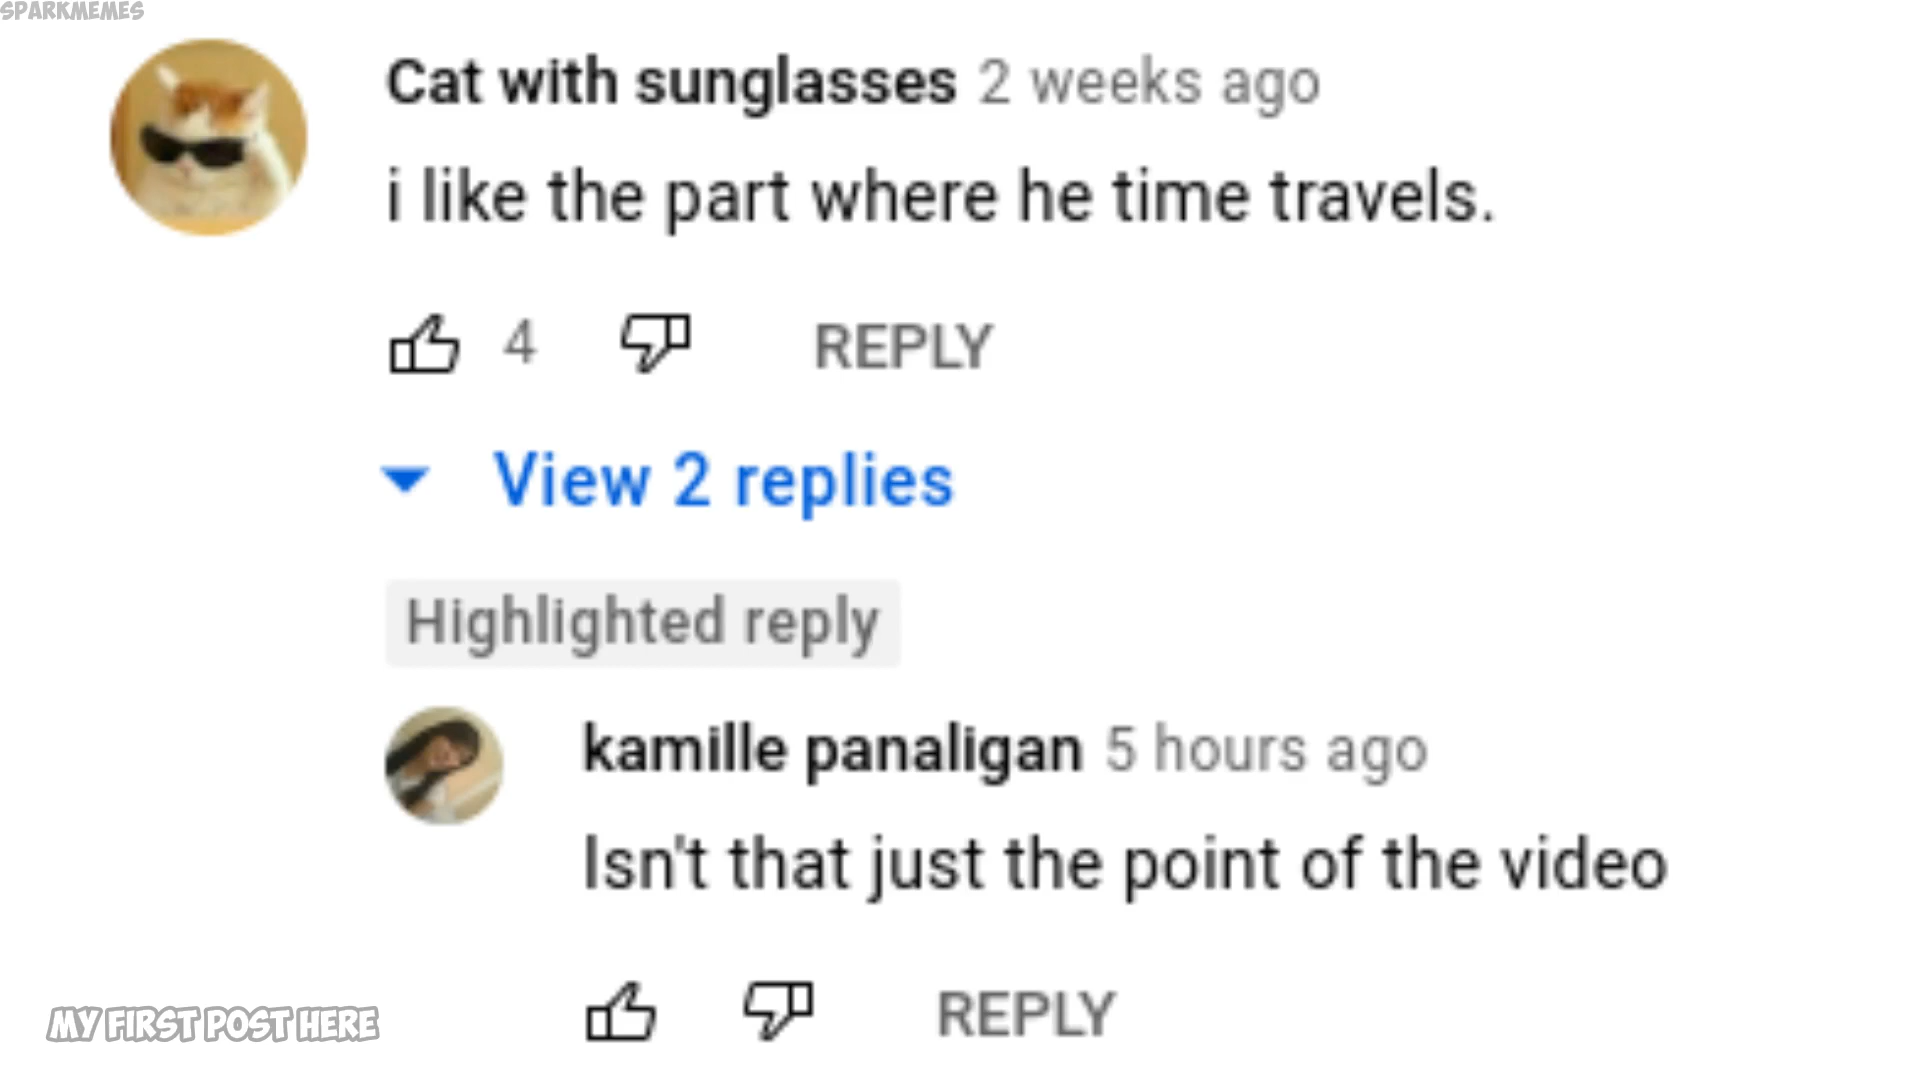 SPARKMEMES
Cat with sunglasses 2 weeks ago
i like the part where he time travels.
4 REPLY
View 2 replies
Highlighted reply
kamille panaligan 5 hours ago
Isn't that just the point of the video
REPLY
MY FIRST POST HERE